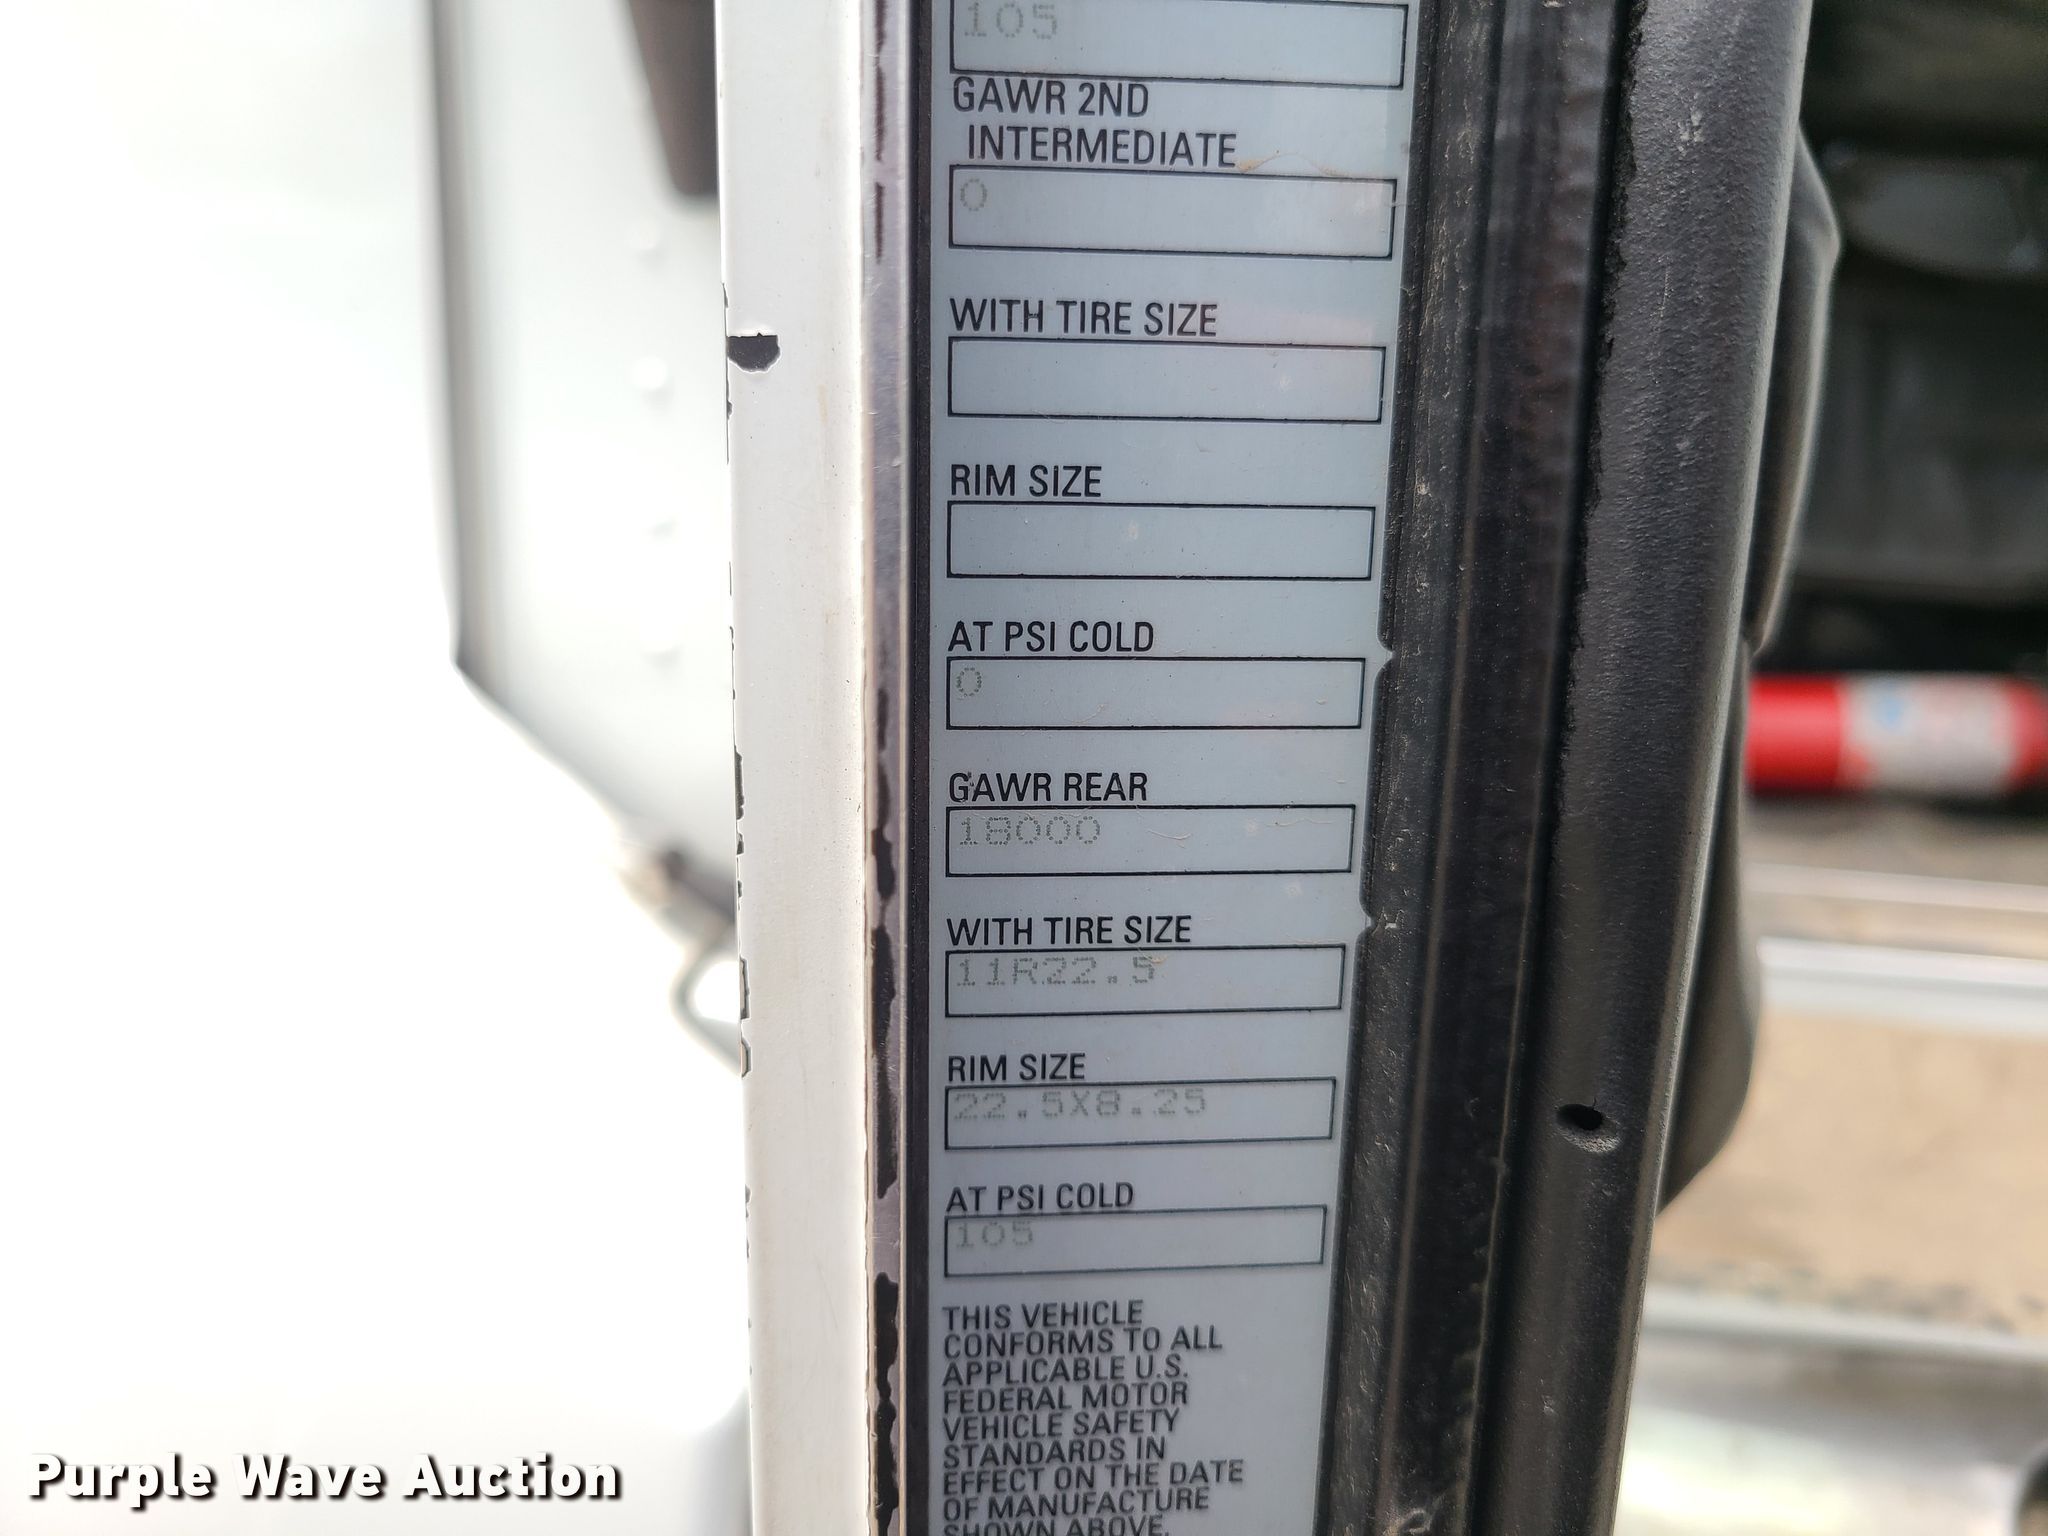 105
GAWR 2ND
INTERMEDIATE
0
WITH TIRE SIZE
RIM SIZE
AT PSI COLD
0
GAWR REAR
18000
WITH TIRE SIZE
11R22.5
RIM SIZE
22.5X8.25
AT PSI COLD
105
THIS VEHICLE
CONFORMS TO ALL
APPLICABLE U.S.
FEDERAL MOTOR
VEHICLE SAFETY
STANDARDS IN
EFFECT ON THE DATE
OF MANUFACTURE
SHOWN ABOVE.
Purple Wave Auction